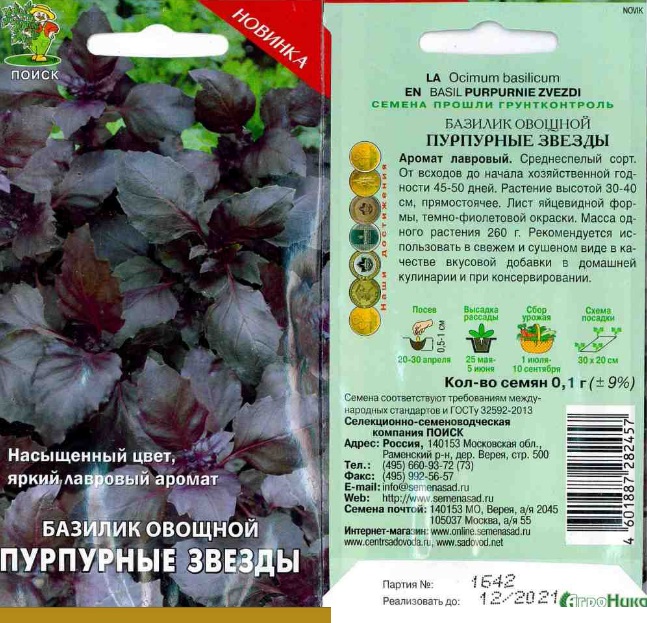 ПОИСК
НОВИНКА
Насыщенный цвет,
яркий лавровый аромат
БАЗИЛИК ОВОЩНОЙ
ПУРПУРНЫЕ ЗВЕЗДЫ
NOVIK
LA Ocimum basilicum
EN BASIL PURPURNIE ZVEZDI
СЕМЕНА ПРОШЛИ ГРУНТКОНТРОЛЬ
БАЗИЛИК ОВОЩНОЙ
ПУРПУРНЫЕ ЗВЕЗДЫ
Аромат лавровый. Среднеспелый сорт.
От всходов до начала хозяйственной год-
ности 45-50 дней. Растение высотой 30-40
см, прямостоячее. Лист яйцевидной фор-
мы, темно-фиолетовой окраски. Масса од-
ного растения 260 г. Рекомендуется ис-
пользовать в свежем и сушеном виде в ка-
честве вкусовой добавки в домашней
кулинарии и при консервировании.
Наши достижения
Посев
0,5-1 см
20-30 апреля
Высадка
рассады
25 мая-
5 июня
Сбор
урожая
1 июля-
10 сентября
Схема
посадки
30 х 20 см
Кол-во семян 0,1 г (± 9%)
Семена соответствуют требованиям между-
народных стандартов и ГОСТу 32592-2013
Селекционно-семеноводческая
компания ПОИСК
Адрес: Россия, 140153 Московская обл.,
Раменский р-н, дер. Верея, стр. 500
Тел.: (495) 660-93-72 (73)
Факс: (495) 992-56-57
E-mail: info@semenasad.ru
Web: http://www.semenasad.ru
Семена почтой: 140153 МО, Верея, а/я 2045
105037 Москва, а/я 55
Интернет-магазин: www.online.semenasad.ru
www.centrsadovoda.ru, www.sadovod.net
4 601887 282457
Партия №: 1642
Реализовать до: 12/2021
АгроНика